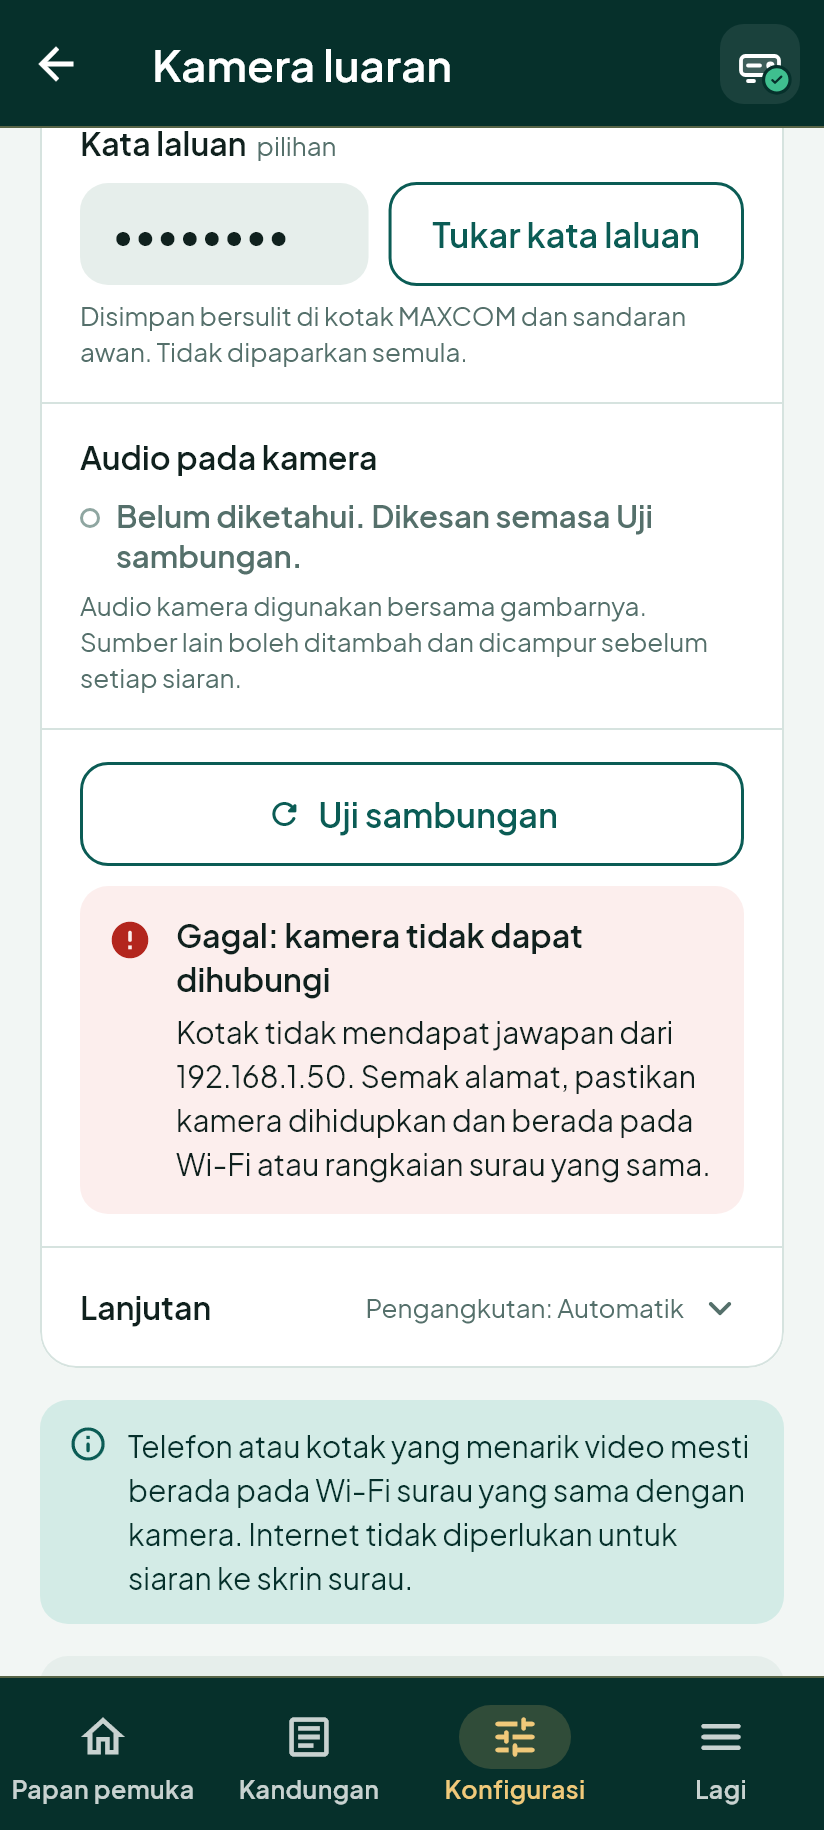 Kamera luaran
Kata laluan pilihan
••••••••
Tukar kata laluan
Disimpan bersulit di kotak MAXCOM dan sandaran
awan. Tidak dipaparkan semula.
Audio pada kamera
Belum diketahui. Dikesan semasa Uji
sambungan.
Audio kamera digunakan bersama gambarnya.
Sumber lain boleh ditambah dan dicampur sebelum
setiap siaran.
Uji sambungan
Gagal: kamera tidak dapat
dihubungi
Kotak tidak mendapat jawapan dari
192.168.1.50. Semak alamat, pastikan
kamera dihidupkan dan berada pada
Wi-Fi atau rangkaian surau yang sama.
Lanjutan
Pengangkutan: Automatik
Telefon atau kotak yang menarik video mesti
berada pada Wi-Fi surau yang sama dengan
kamera. Internet tidak diperlukan untuk
siaran ke skrin surau.
Papan pemuka
Kandungan
Konfigurasi
Lagi